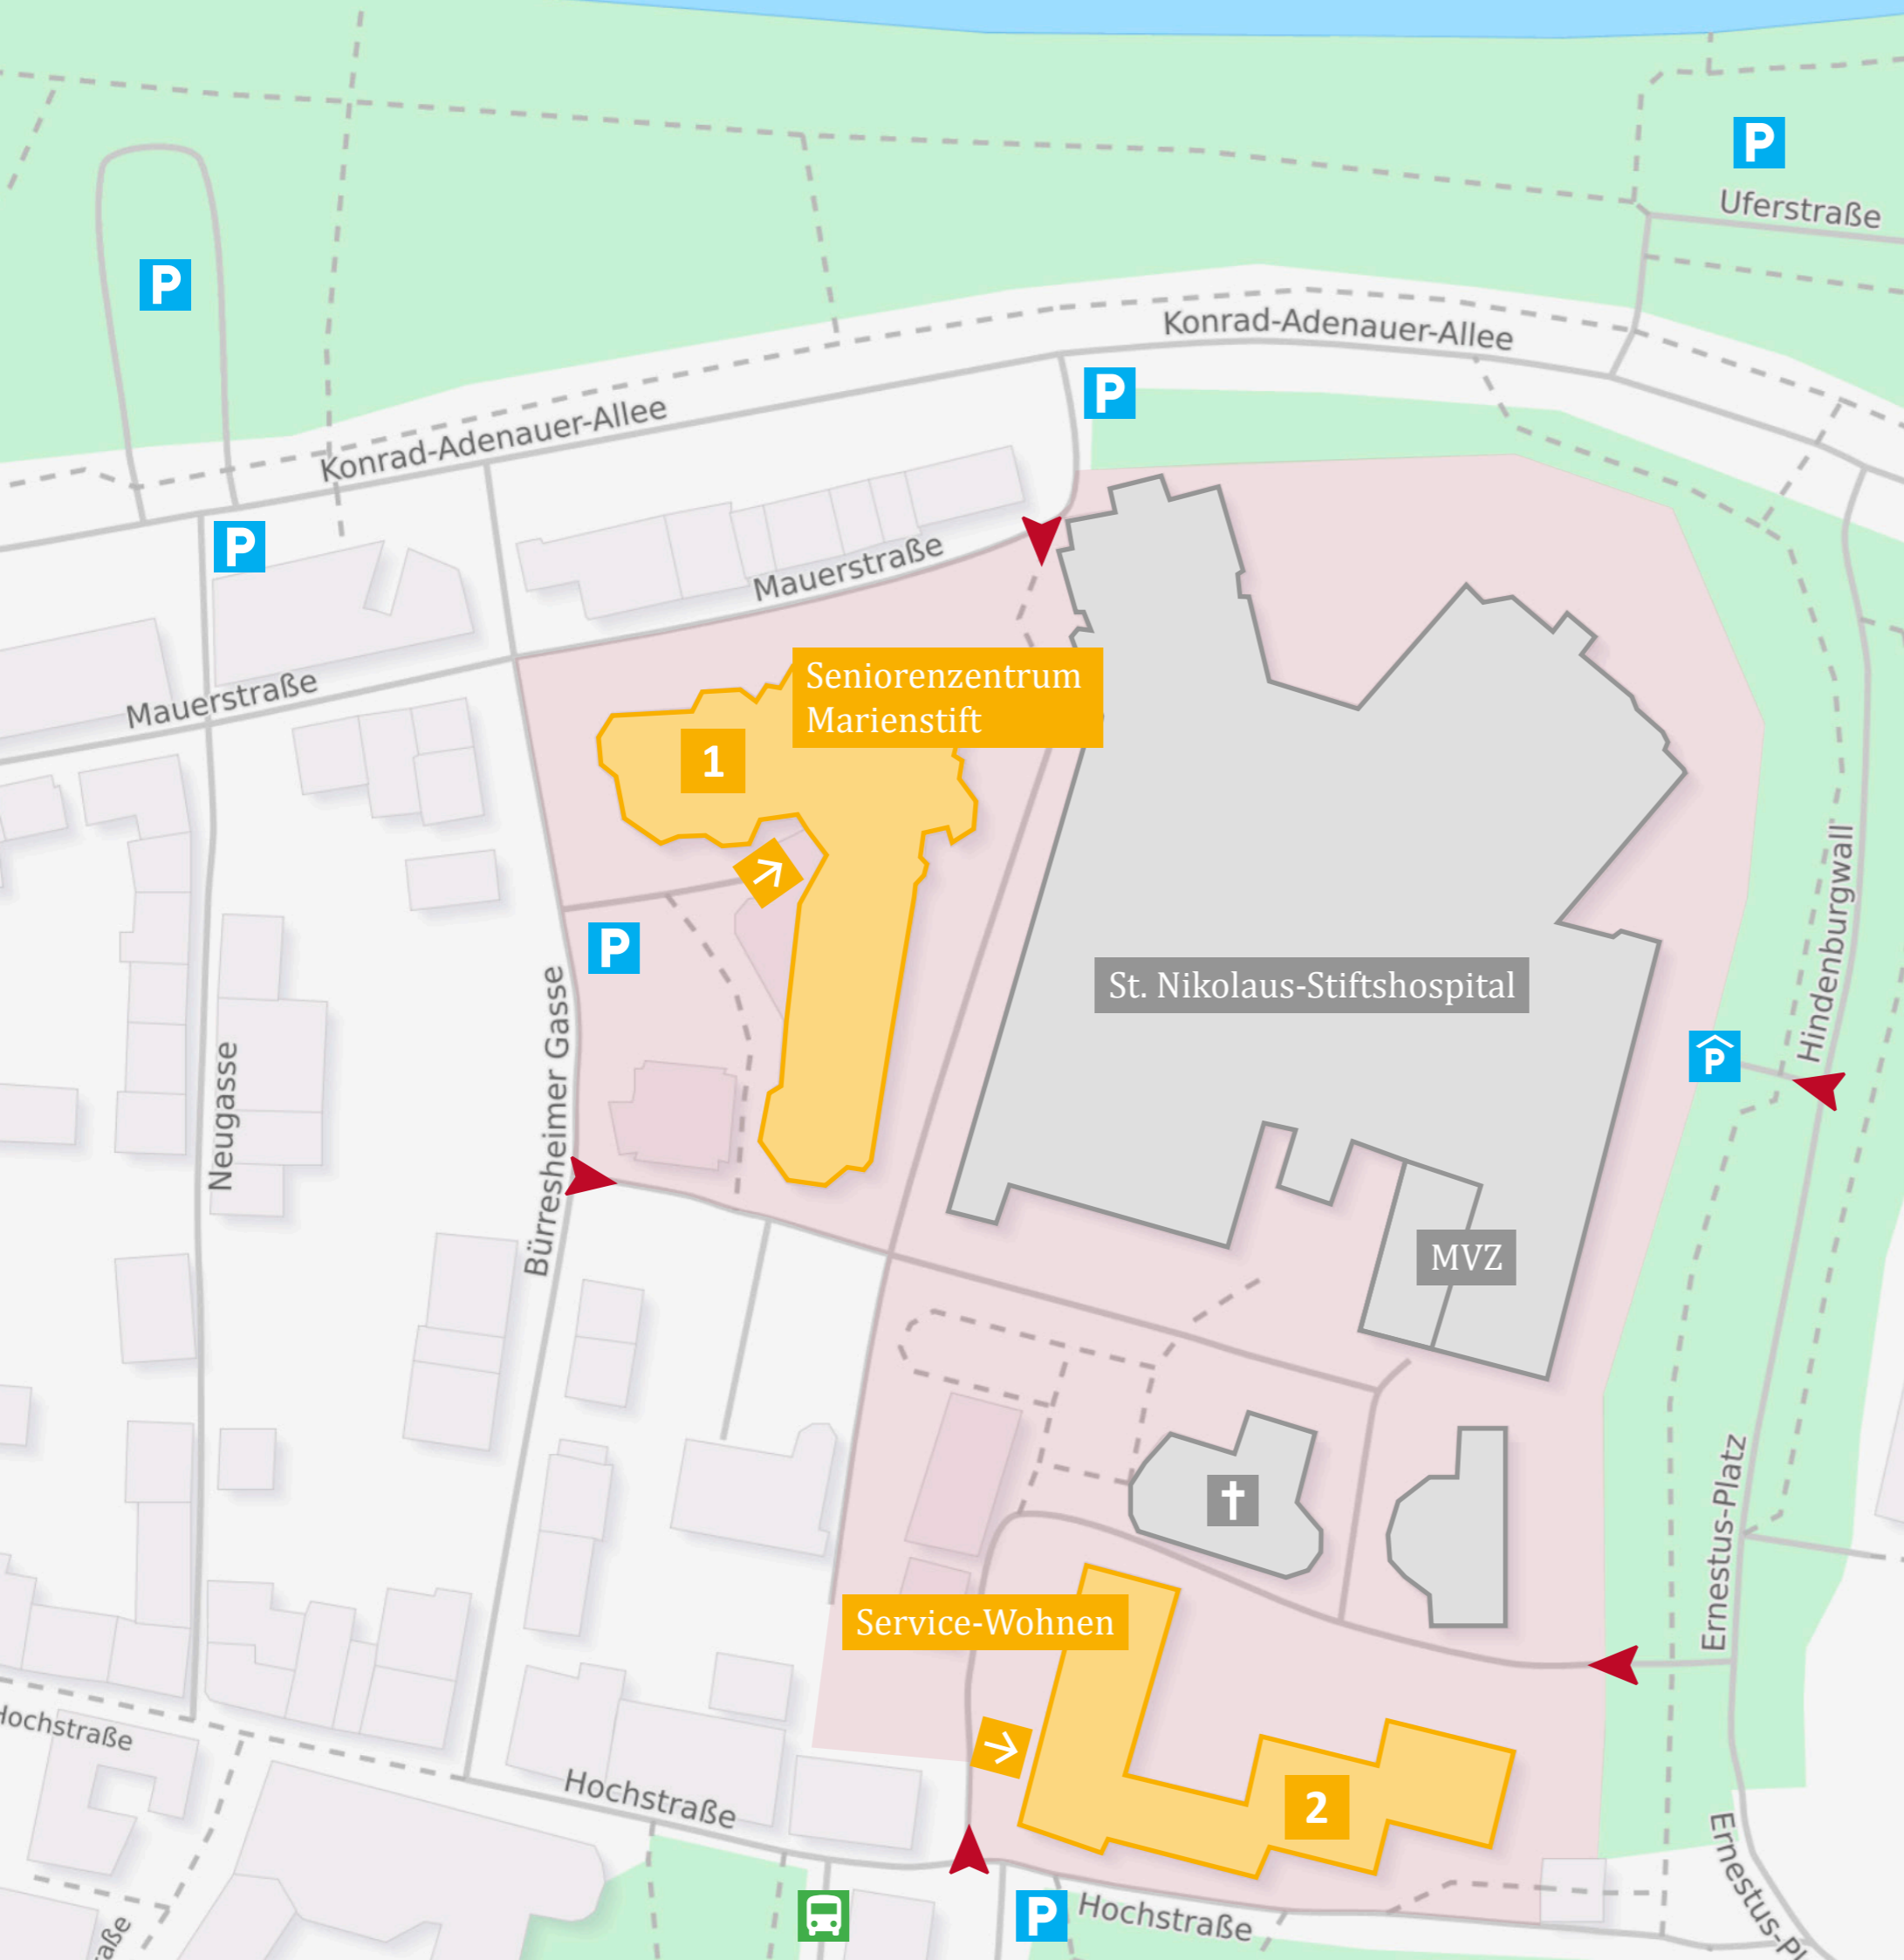 P
Uferstraße
P
Konrad-Adenauer-Allee
P
Konrad-Adenauer-Allee
P
Mauerstraße
Seniorenzentrum
Marienstift
Mauerstraße
1
P
St. Nikolaus-Stiftshospital
Hindenburgwall
P
Neugasse
Bürresheimer Gasse
MVZ
Ernestus-Platz
Service-Wohnen
Hochstraße
Hochstraße
2
P
Hochstraße